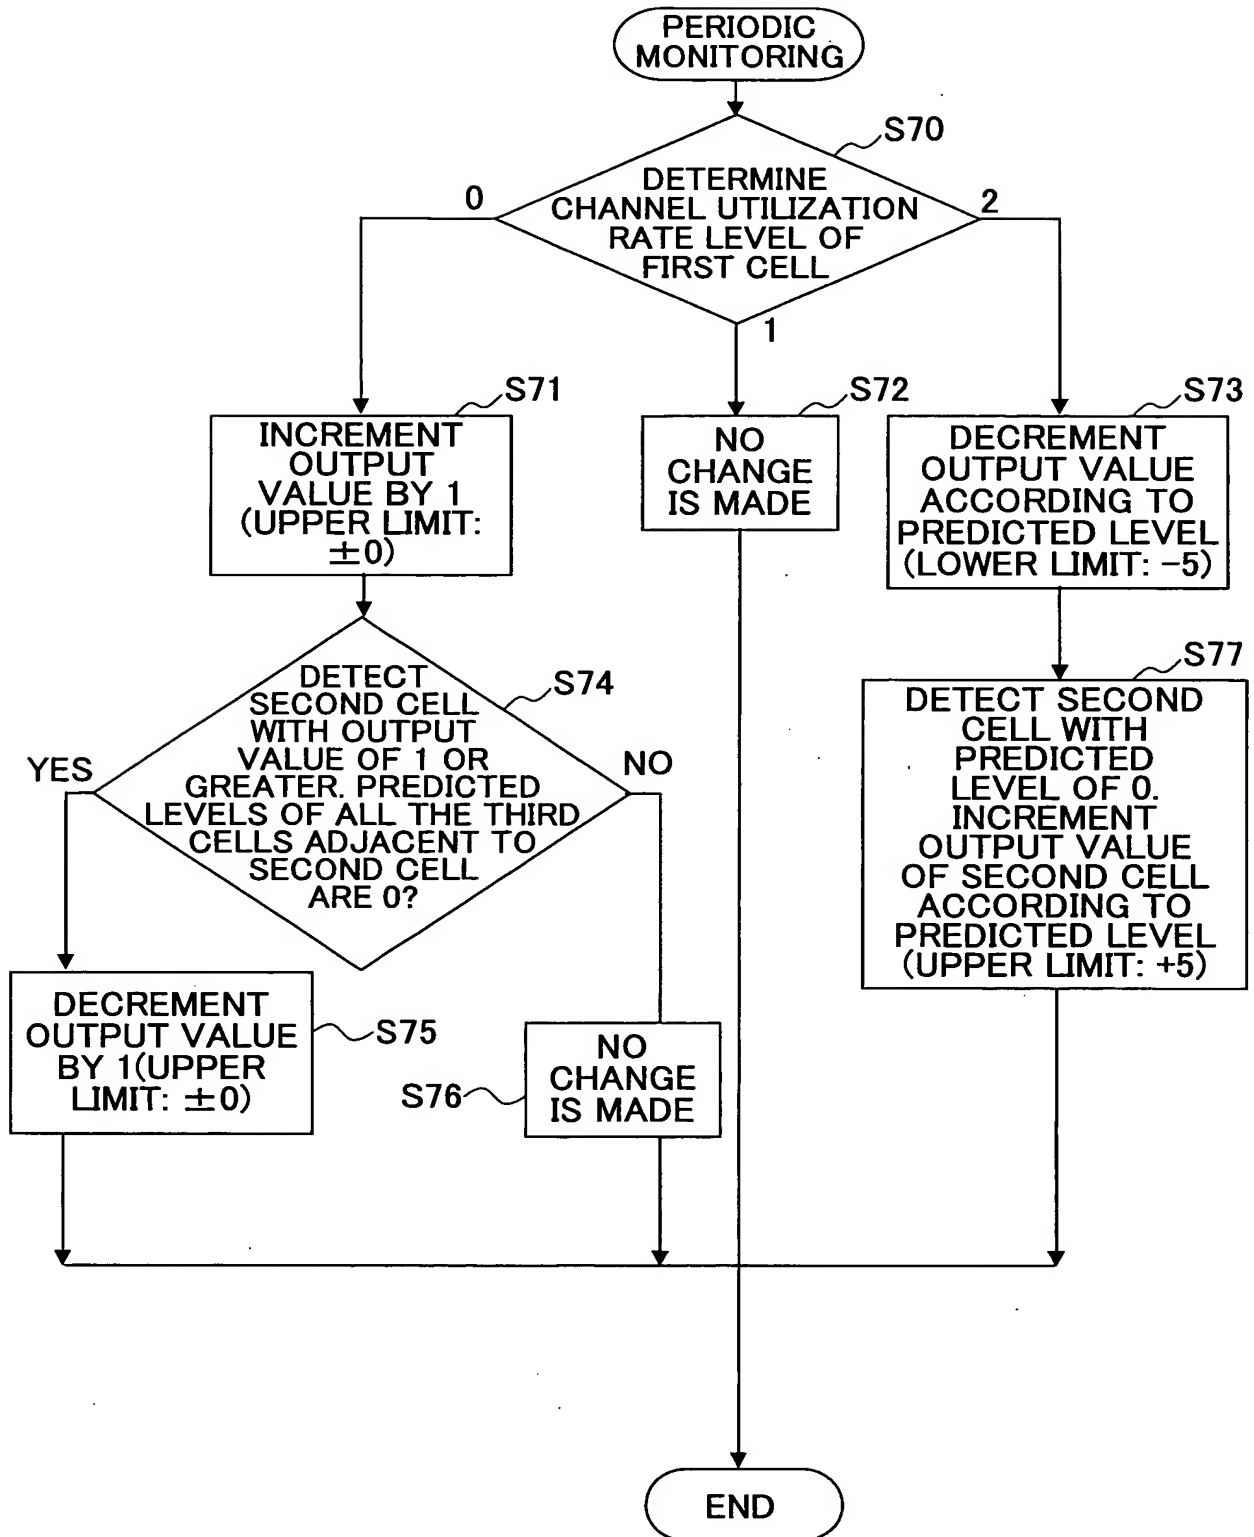 PERIODIC
MONITORING
S70
DETERMINE
CHANNEL UTILIZATION
RATE LEVEL OF
FIRST CELL
0
2
1
S71
INCREMENT
OUTPUT
VALUE BY 1
(UPPER LIMIT:
±0)
S72
NO
CHANGE
IS MADE
S73
DECREMENT
OUTPUT VALUE
ACCORDING TO
PREDICTED LEVEL
(LOWER LIMIT: -5)
S74
DETECT
SECOND CELL
WITH OUTPUT
VALUE OF 1 OR
GREATER. PREDICTED
LEVELS OF ALL THE THIRD
CELLS ADJACENT TO
SECOND CELL
ARE 0?
YES
NO
S77
DETECT SECOND
CELL WITH
PREDICTED
LEVEL OF 0.
INCREMENT
OUTPUT VALUE
OF SECOND CELL
ACCORDING TO
PREDICTED LEVEL
(UPPER LIMIT: +5)
DECREMENT
OUTPUT VALUE
BY 1(UPPER
LIMIT: ±0)
S75
S76
NO
CHANGE
IS MADE
END